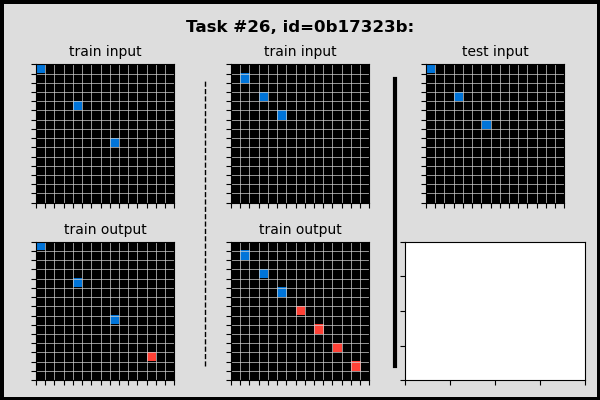 Task #26, id=0b17323b:
train input
train input
test input
train output
train output